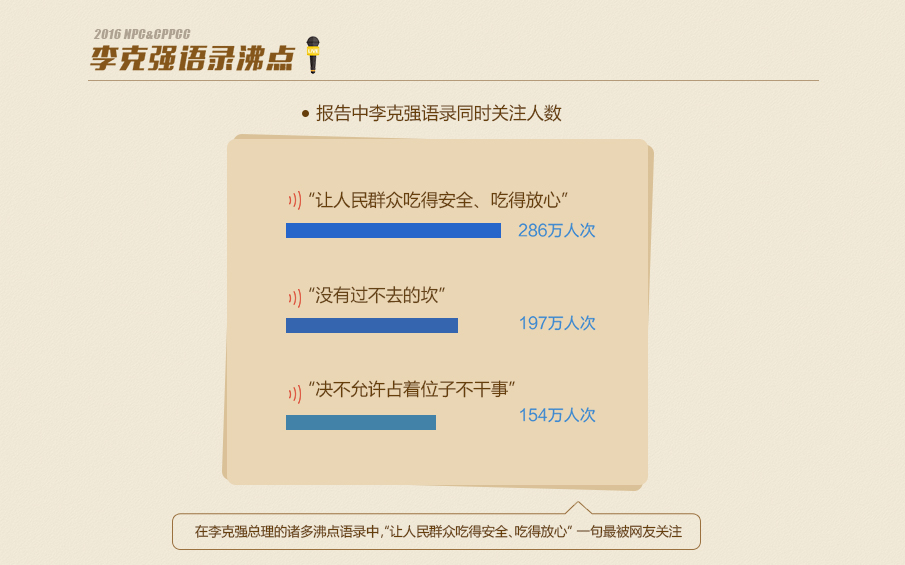 2016 NPC&CPPCC
李克强语录沸点
LIVE
• 报告中李克强语录同时关注人数
“让人民群众吃得安全、吃得放心”
286万人次
“没有过不去的坎”
197万人次
“决不允许占着位子不干事”
154万人次
在李克强总理的诸多沸点语录中,“让人民群众吃得安全、吃得放心” 一句最被网友关注